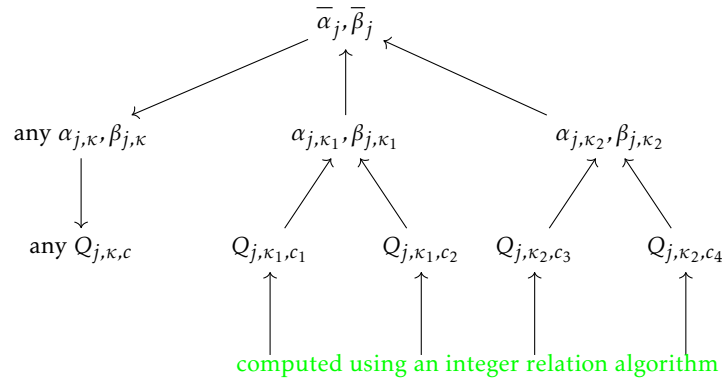 α̅_j, β̅_j
any α_{j,κ}, β_{j,κ} α_{j,κ_1}, β_{j,κ_1} α_{j,κ_2}, β_{j,κ_2}
any Q_{j,κ,c} Q_{j,κ_1,c_1} Q_{j,κ_1,c_2} Q_{j,κ_2,c_3} Q_{j,κ_2,c_4}
computed using an integer relation algorithm